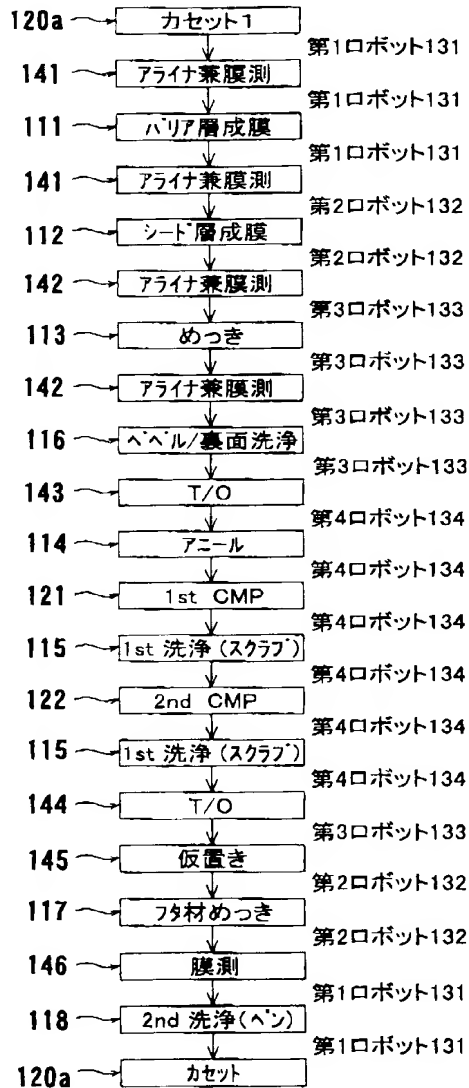 120a カセット1
第1ロボット131
141 アライナ兼膜測
第1ロボット131
111 バリア層成膜
第1ロボット131
141 アライナ兼膜測
第2ロボット132
112 シード層成膜
第2ロボット132
142 アライナ兼膜測
第3ロボット133
113 めっき
第3ロボット133
142 アライナ兼膜測
第3ロボット133
116 ベベル/裏面洗浄
第3ロボット133
143 T/O
第4ロボット134
114 アニール
第4ロボット134
121 1st CMP
第4ロボット134
115 1st 洗浄(スクラブ)
第4ロボット134
122 2nd CMP
第4ロボット134
115 1st 洗浄(スクラブ)
第4ロボット134
144 T/O
第3ロボット133
145 仮置き
第2ロボット132
117 フタ材めっき
第2ロボット132
146 膜測
第1ロボット131
118 2nd 洗浄(ペン)
第1ロボット131
120a カセット